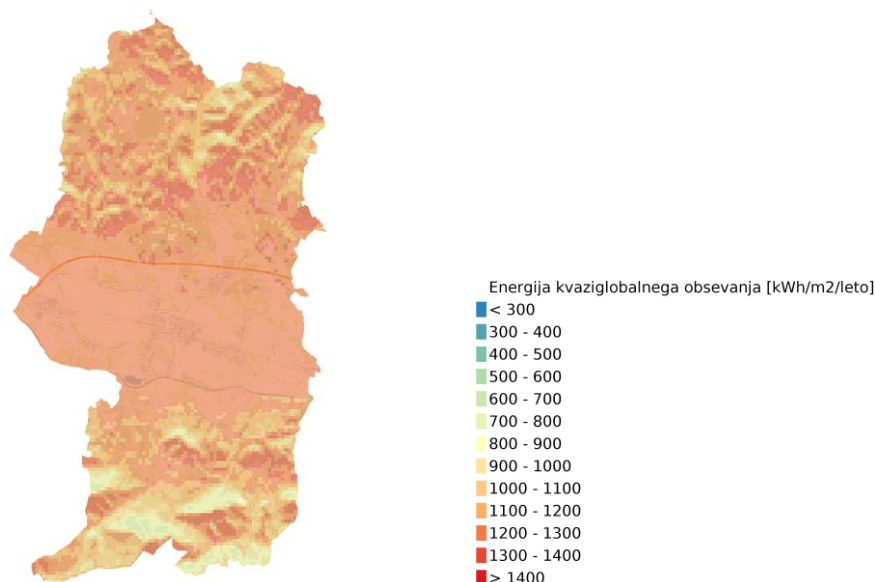 Energija kvaziglobalnega obsevanja [kWh/m2/leto]
< 300
300 - 400
400 - 500
500 - 600
600 - 700
700 - 800
800 - 900
900 - 1000
1000 - 1100
1100 - 1200
1200 - 1300
1300 - 1400
> 1400